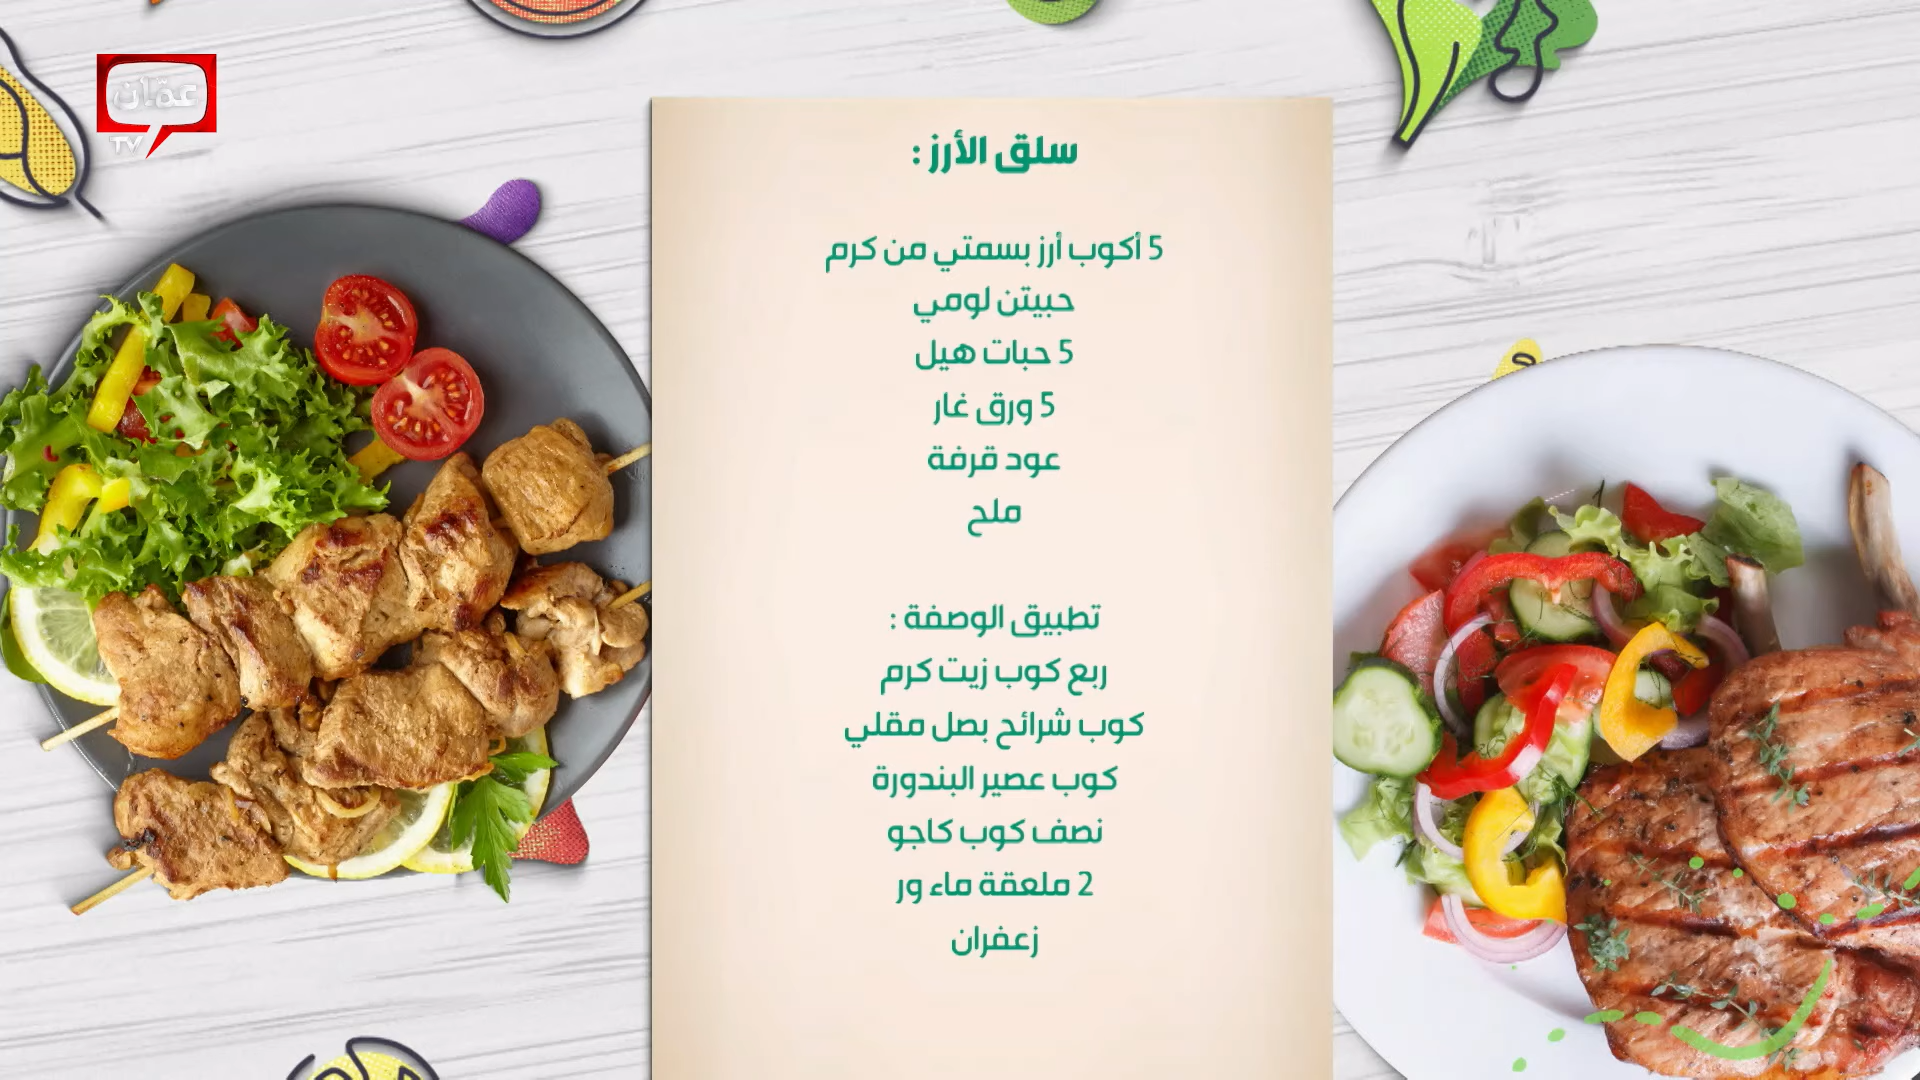 عمّان
TV
سلق الأرز :
5 أكوب أرز بسمتي من كرم
حبيتن لومي
5 حبات هيل
5 ورق غار
عود قرفة
ملح
تطبيق الوصفة :
ربع كوب زيت كرم
كوب شرائح بصل مقلي
كوب عصير البندورة
نصف كوب كاجو
2 ملعقة ماء ور
زعفران